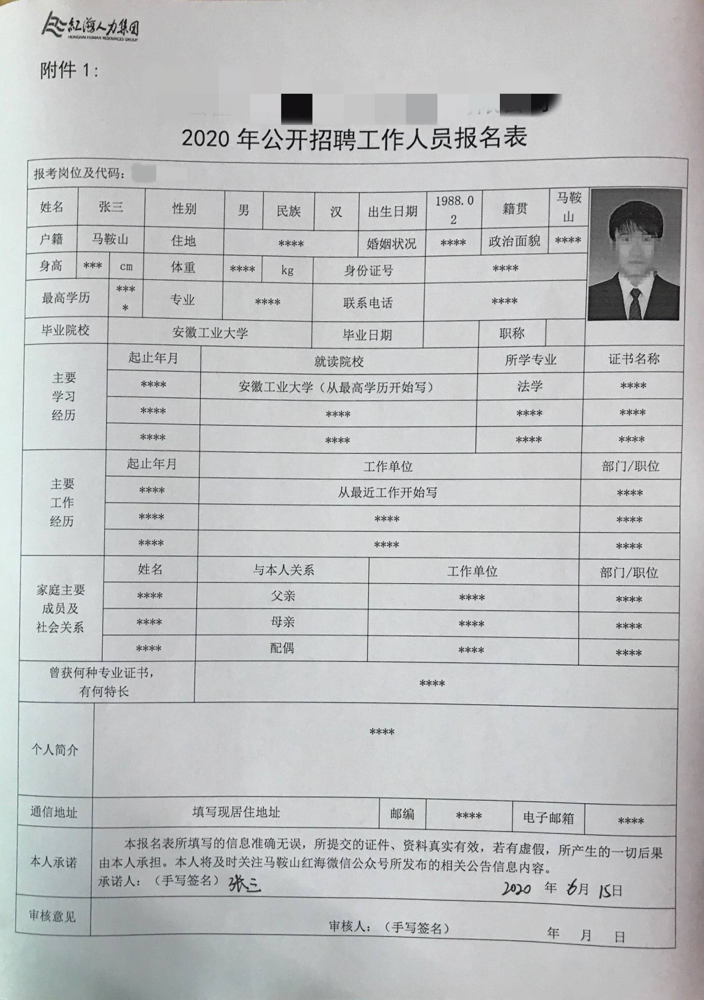 红海人力集团
HONGHAI HUMAN RESOURCES GROUP
附件 1：
2020 年公开招聘工作人员报名表
报考岗位及代码：
姓名 张三 性别 男 民族 汉 出生日期 1988.02 籍贯 马鞍山
户籍 马鞍山 住地 **** 婚姻状况 **** 政治面貌 ****
身高 *** cm 体重 **** kg 身份证号 ****
最高学历 **** 专业 **** 联系电话 ****
毕业院校 安徽工业大学 毕业日期 职称
主要学习经历
起止年月 就读院校 所学专业 证书名称
**** 安徽工业大学（从最高学历开始写） 法学 ****
**** **** **** ****
**** **** **** ****
主要工作经历
起止年月 工作单位 部门/职位
**** 从最近工作开始写 ****
**** **** ****
**** **** ****
家庭主要成员及社会关系
姓名 与本人关系 工作单位 部门/职位
**** 父亲 **** ****
**** 母亲 **** ****
**** 配偶 **** ****
曾获何种专业证书，
有何特长 ****
个人简介 ****
通信地址 填写现居住地址 邮编 **** 电子邮箱 ****
本人承诺
本报名表所填写的信息准确无误，所提交的证件、资料真实有效，若有虚假，所产生的一切后果
由本人承担。本人将及时关注马鞍山红海微信公众号所发布的相关公告信息内容。
承诺人：（手写签名）张三 2020 年 6月 15日
审核意见
审核人：（手写签名） 年 月 日